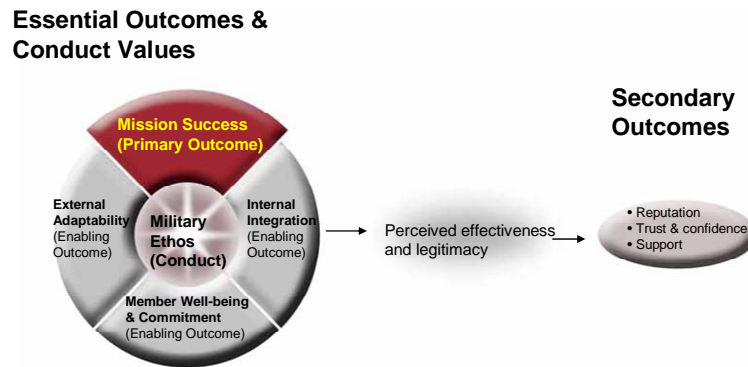 Essential Outcomes &
Conduct Values
Mission Success
(Primary Outcome)
External
Adaptability
(Enabling
Outcome)
Military
Ethos
(Conduct)
Internal
Integration
(Enabling
Outcome)
Member Well-being
& Commitment
(Enabling Outcome)
Perceived effectiveness
and legitimacy
Secondary
Outcomes
• Reputation
• Trust & confidence
• Support